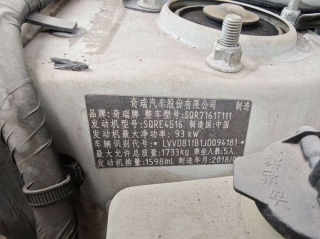 奇瑞汽车股份有限公司 制造
品牌:奇瑞牌 整车型号:SQR7161T111
发动机型号:SQRE4G16 制造国:中国
发动机最大净功率:93kW
车辆识别代号:*LVVDB11B1JD094181*
最大允许总质量:1733kg 乘坐人数:5人
发动机排量:1598mL 制造年月:2018/0